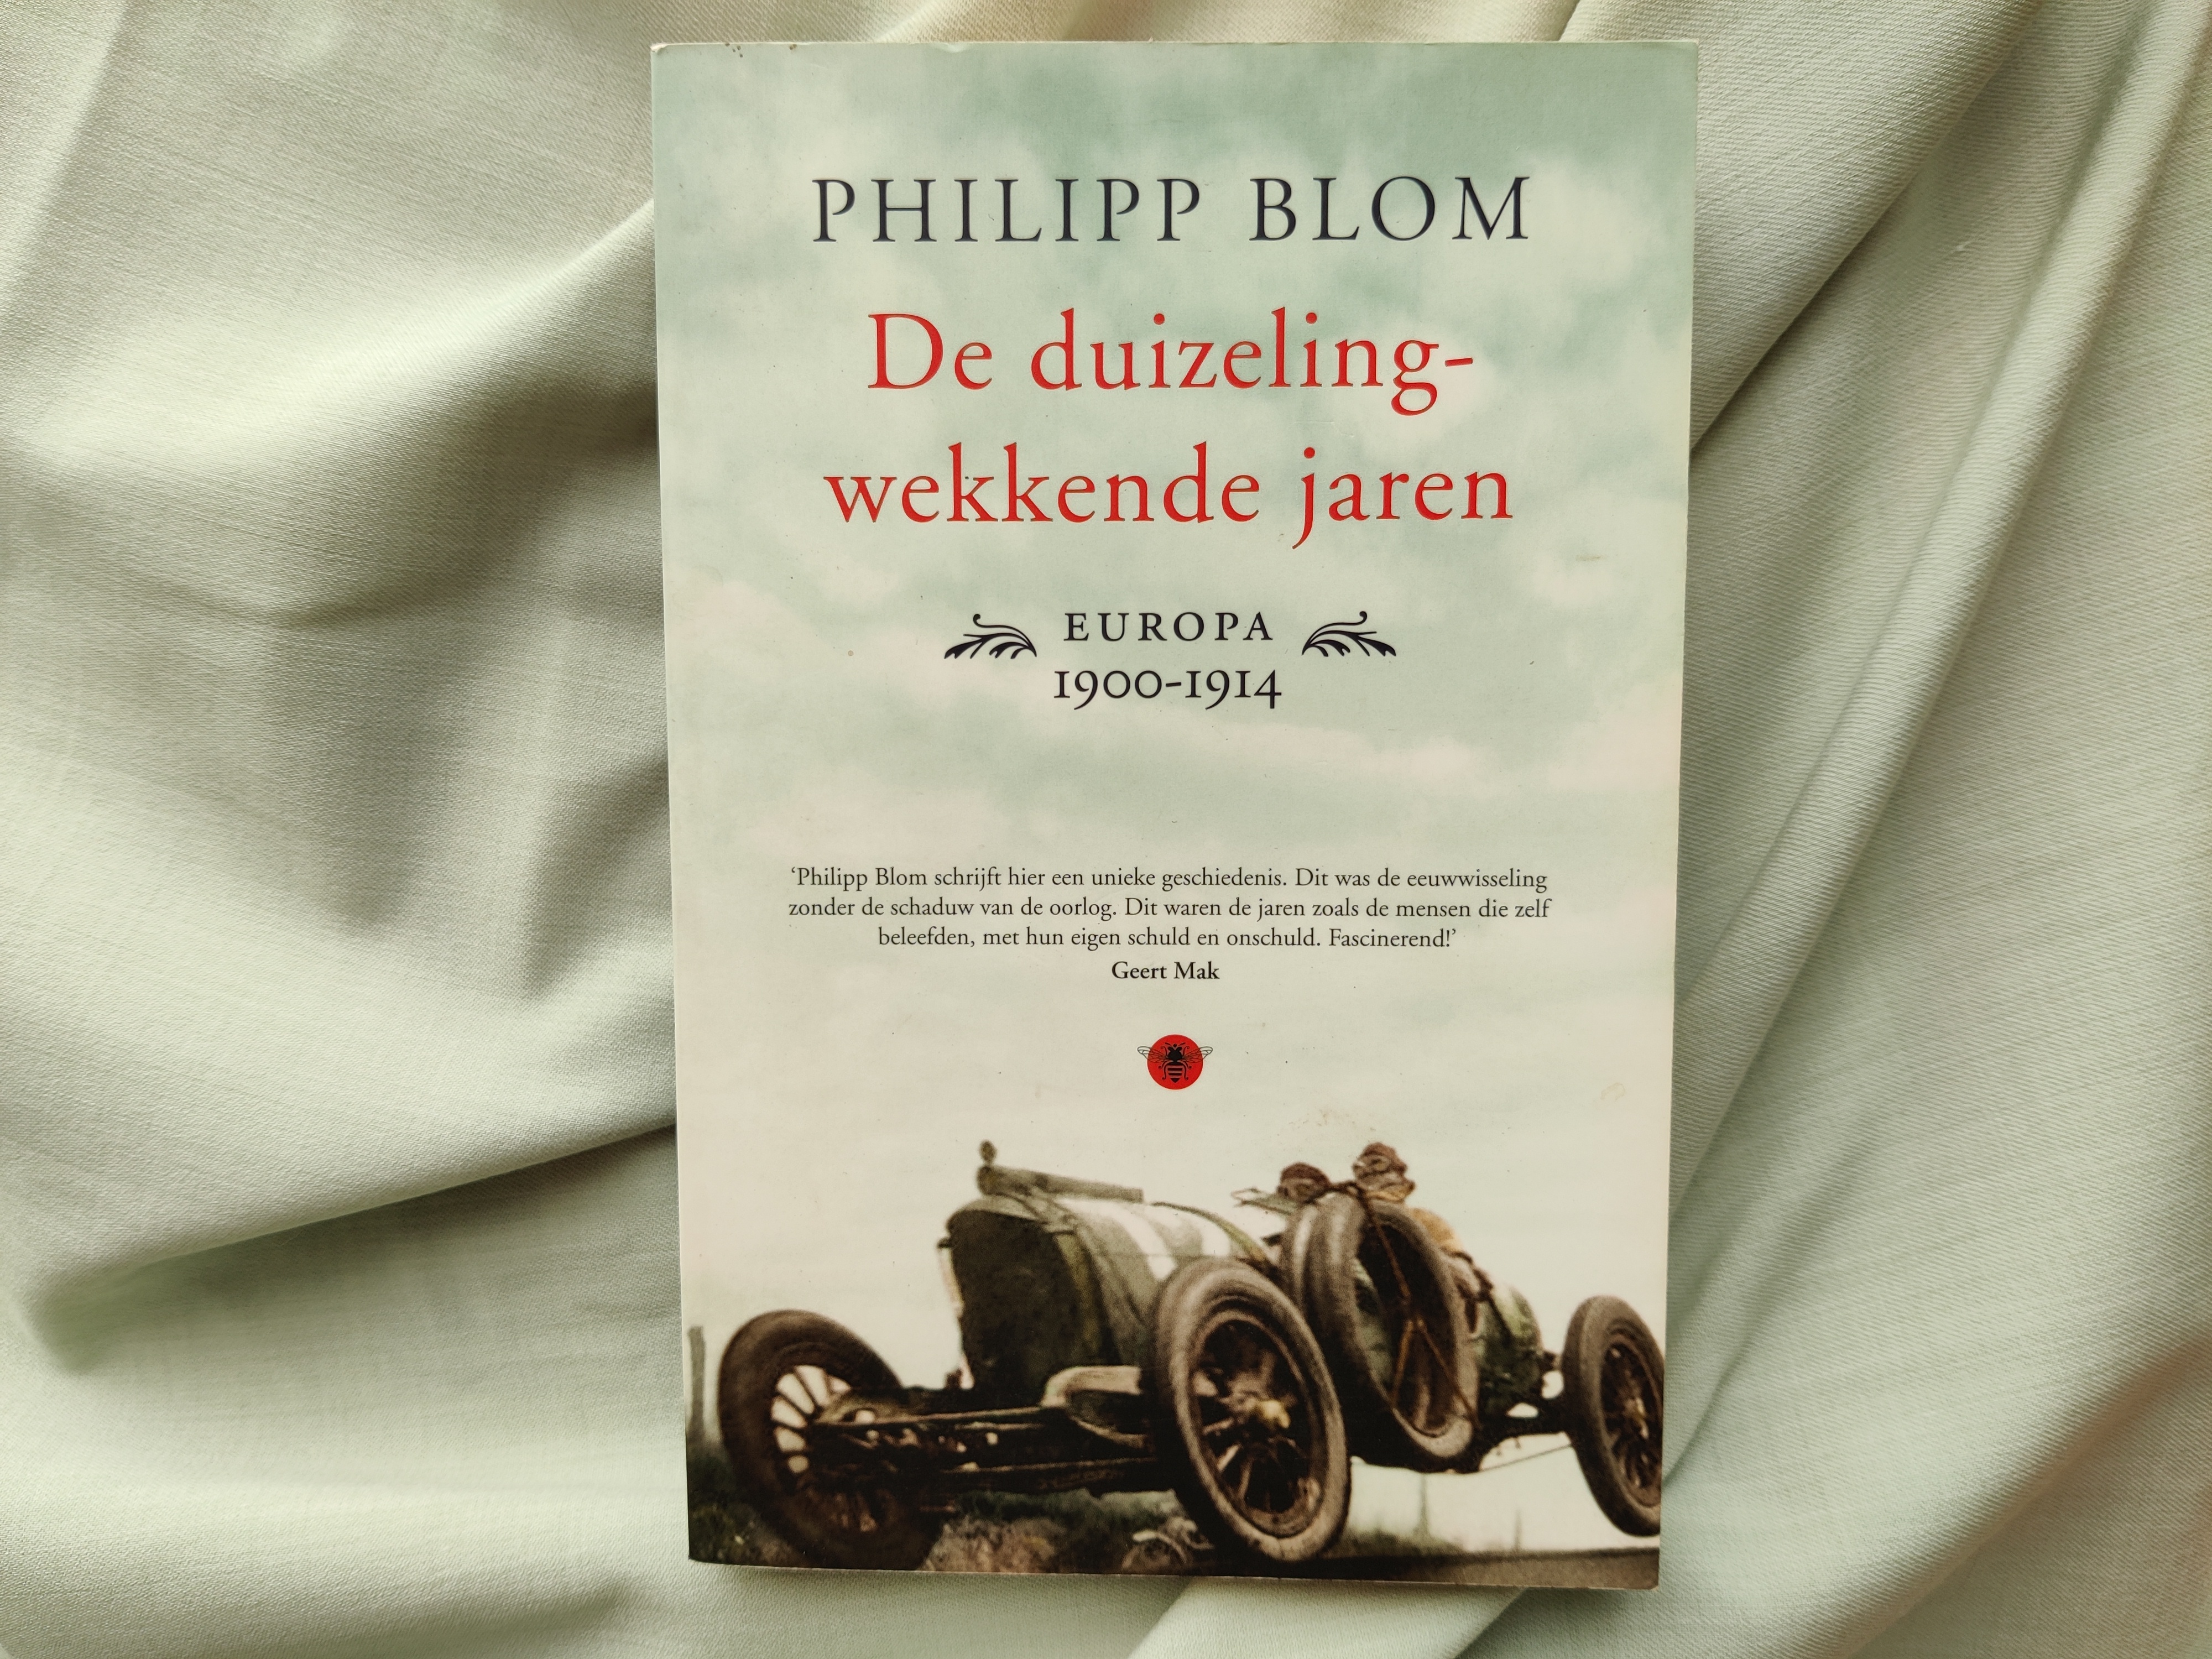 PHILIPP BLOM
De duizeling-
wekkende jaren
EUROPA
1900-1914
‘Philipp Blom schrijft hier een unieke geschiedenis. Dit was de eeuwwisseling
zonder de schaduw van de oorlog. Dit waren de jaren zoals de mensen die zelf
beleefden, met hun eigen schuld en onschuld. Fascinerend!’
Geert Mak